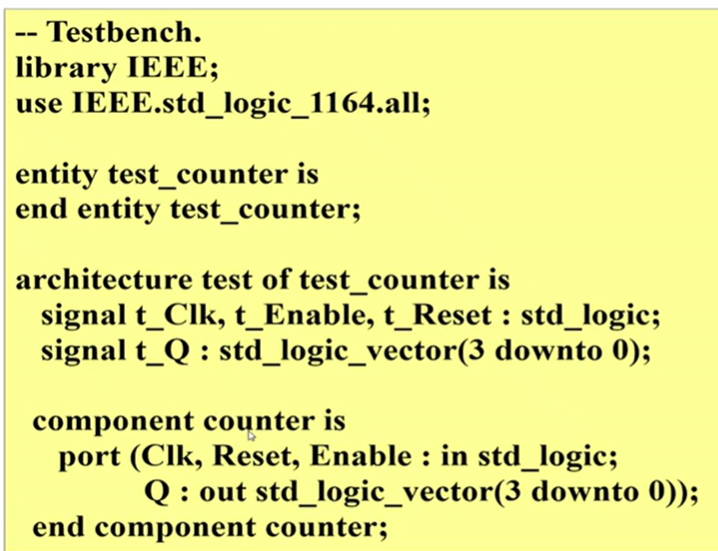 -- Testbench.
library IEEE;
use IEEE.std_logic_1164.all;
entity test_counter is
end entity test_counter;
architecture test of test_counter is
signal t_Clk, t_Enable, t_Reset : std_logic;
signal t_Q : std_logic_vector(3 downto 0);
component counter is
port (Clk, Reset, Enable : in std_logic;
Q : out std_logic_vector(3 downto 0));
end component counter;